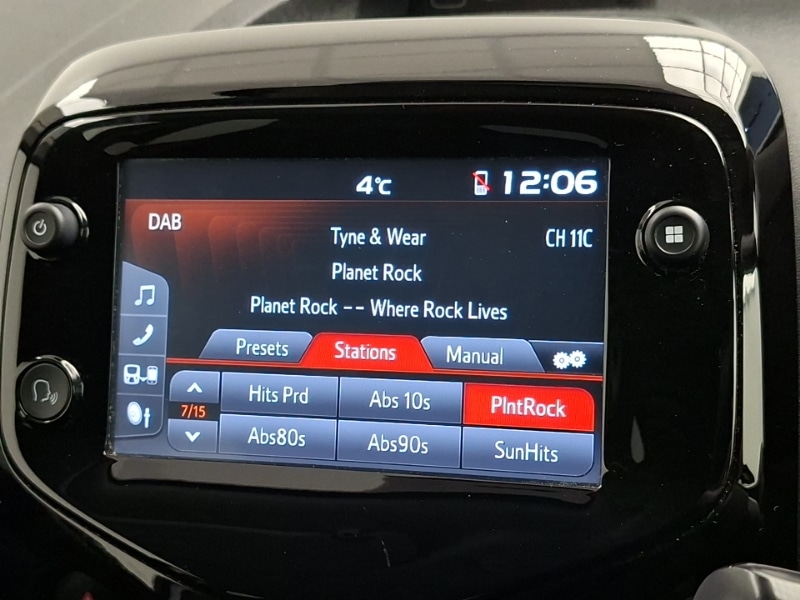 4°C 12:06
DAB
Tyne & Wear CH 11C
Planet Rock
Planet Rock -- Where Rock Lives
Presets Stations Manual
Hits Prd Abs 10s PlntRock
7/15
Abs80s Abs90s SunHits